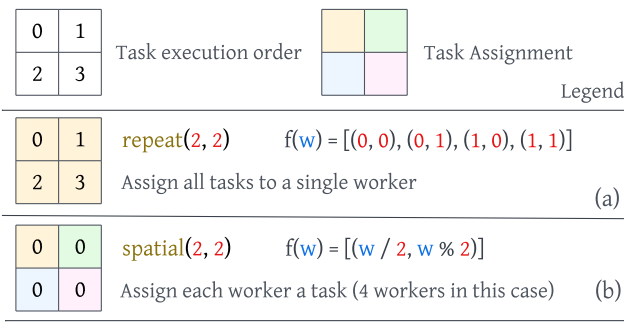 0 1
2 3
Task execution order
Task Assignment
Legend
0 1
2 3
repeat(2, 2) f(w) = [(0, 0), (0, 1), (1, 0), (1, 1)]
Assign all tasks to a single worker
(a)
0 0
0 0
spatial(2, 2) f(w) = [(w / 2, w % 2)]
Assign each worker a task (4 workers in this case)
(b)